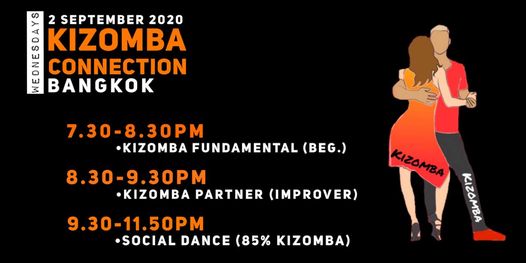 WEDNESDAYS
2 SEPTEMBER 2020
KIZOMBA
CONNECTION
BANGKOK
7.30-8.30PM
•KIZOMBA FUNDAMENTAL (BEG.)
8.30-9.30PM
•KIZOMBA PARTNER (IMPROVER)
9.30-11.50PM
•SOCIAL DANCE (85% KIZOMBA)
KIZOMBA
KIZOMBA